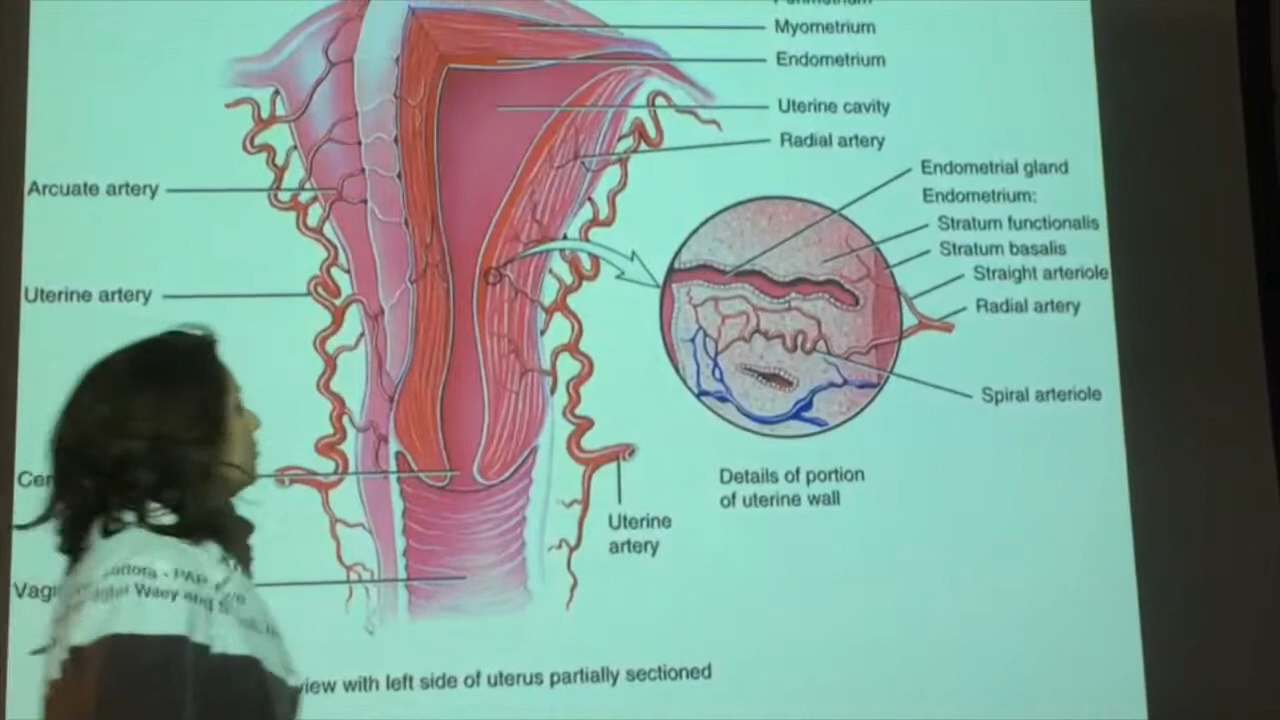 Myometrium
Endometrium
Uterine cavity
Radial artery
Endometrial gland
Endometrium:
Stratum functionalis
Stratum basalis
Straight arteriole
Radial artery
Spiral arteriole
Arcuate artery
Uterine artery
Details of portion
of uterine wall
Uterine
artery
view with left side of uterus partially sectioned